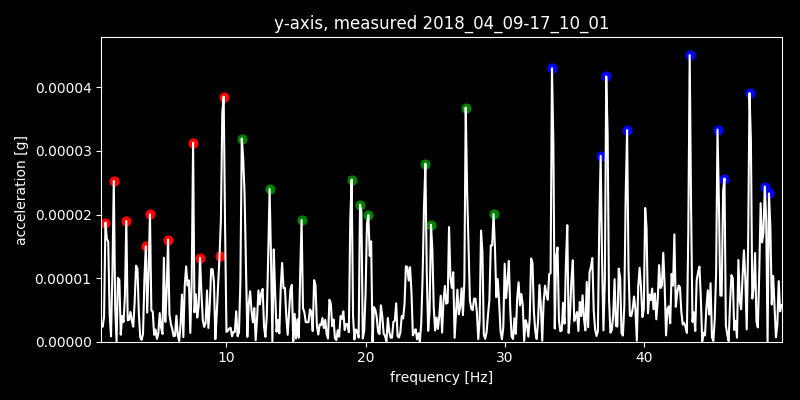 y-axis, measured 2018_04_09-17_10_01
0.00004
0.00003
0.00002
0.00001
0.00000
acceleration [g]
10 20 30 40
frequency [Hz]